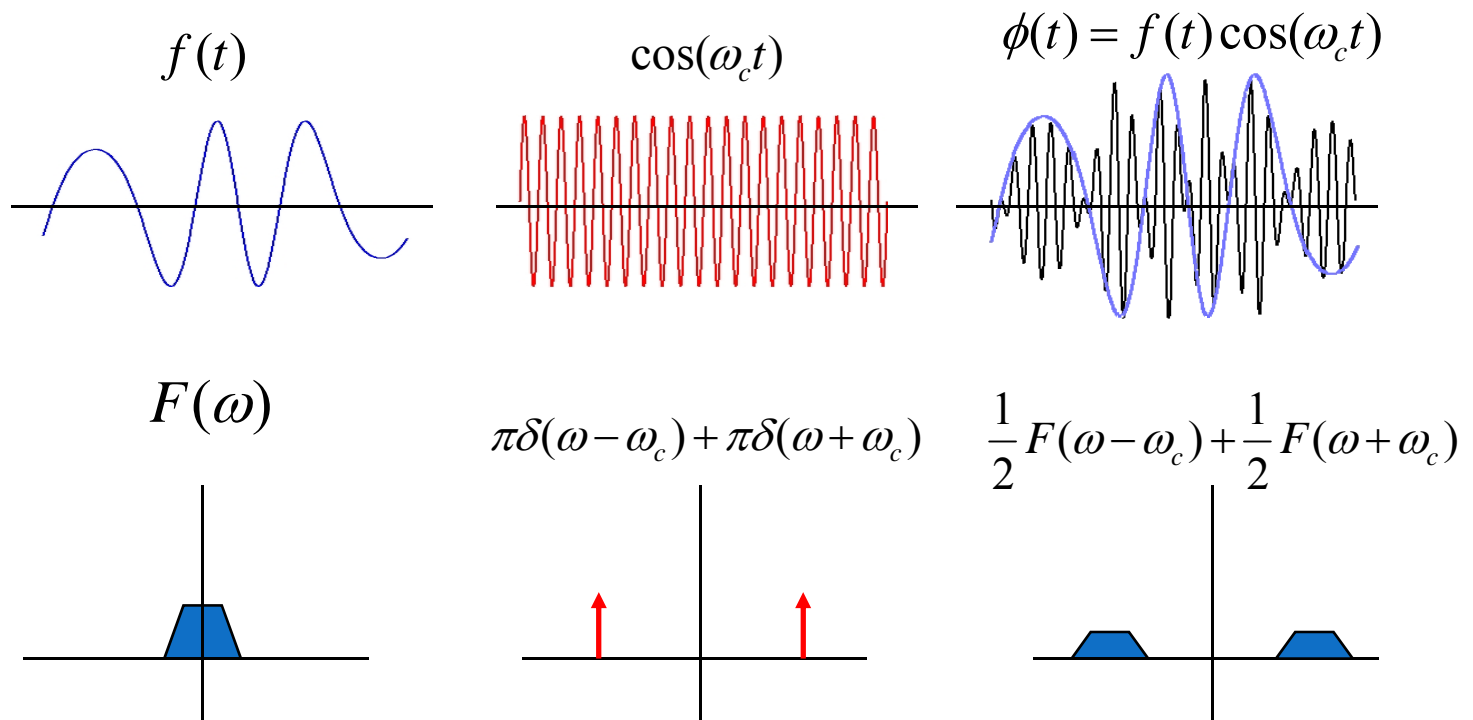 f(t)
cos(ω_c t)
ϕ(t) = f(t)cos(ω_c t)
F(ω)
πδ(ω−ω_c)+πδ(ω+ω_c)
1/2 F(ω−ω_c)+1/2 F(ω+ω_c)